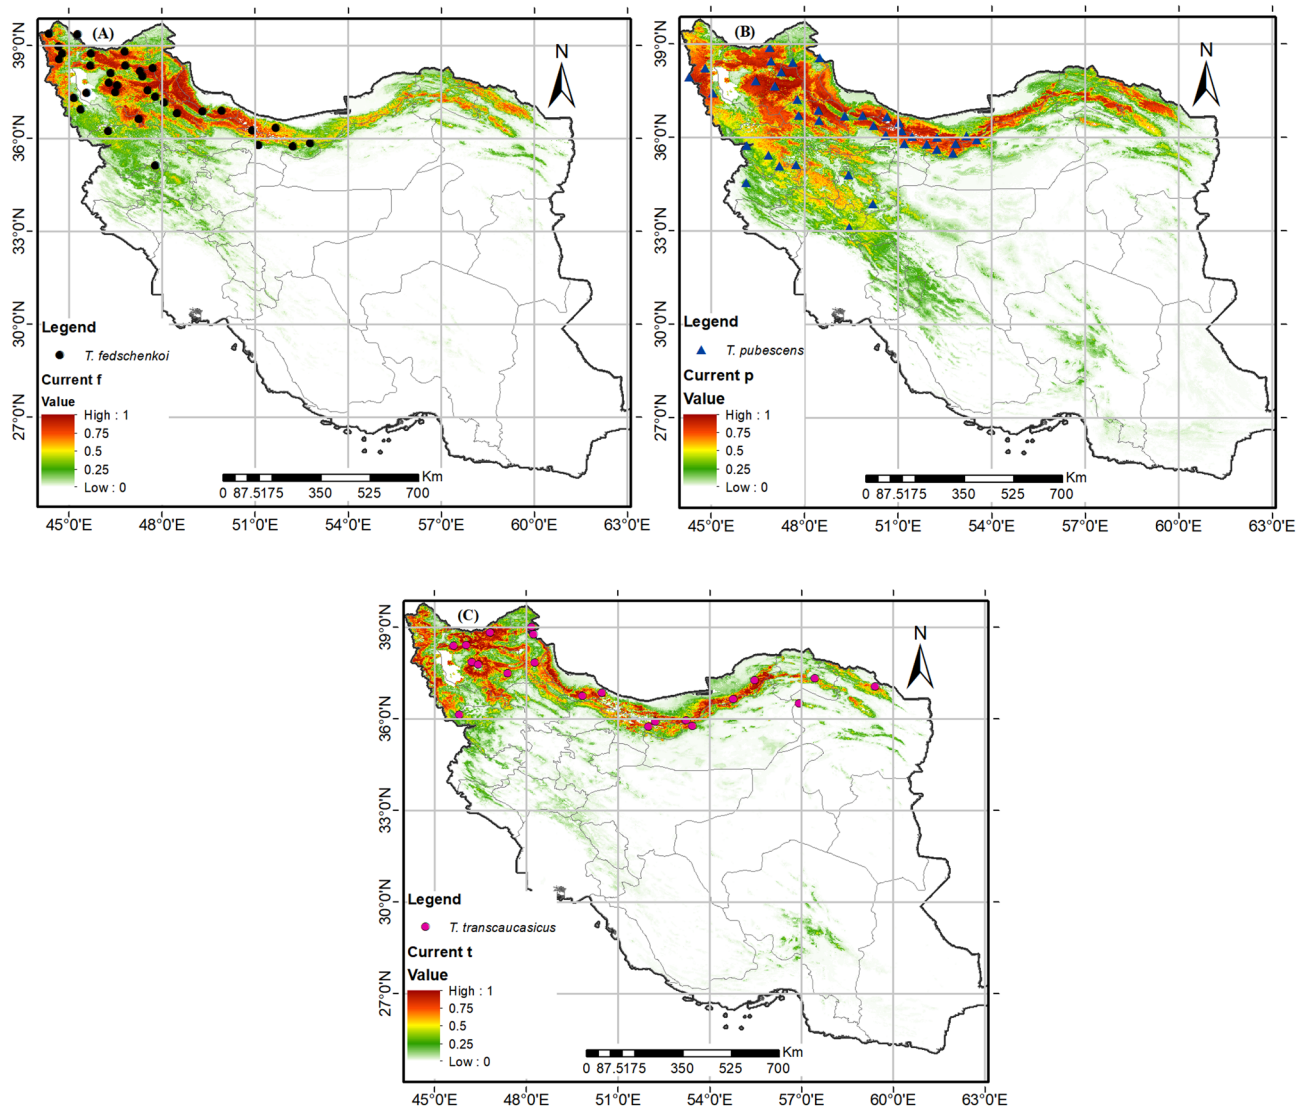 (A)
N
39°0'N
36°0'N
33°0'N
30°0'N
27°0'N
Legend
T. fedschenkoi
Current f
Value
High : 1
0.75
0.5
0.25
Low : 0
Km
0 87.5175 350 525 700
45°0'E 48°0'E 51°0'E 54°0'E 57°0'E 60°0'E 63°0'E
(B)
N
39°0'N
36°0'N
33°0'N
30°0'N
27°0'N
Legend
T. pubescens
Current p
Value
High : 1
0.75
0.5
0.25
Low : 0
Km
0 87.5175 350 525 700
45°0'E 48°0'E 51°0'E 54°0'E 57°0'E 60°0'E 63°0'E
(C)
N
39°0'N
36°0'N
33°0'N
30°0'N
27°0'N
Legend
T. transcaucasicus
Current t
Value
High : 1
0.75
0.5
0.25
Low : 0
Km
0 87.5175 350 525 700
45°0'E 48°0'E 51°0'E 54°0'E 57°0'E 60°0'E 63°0'E